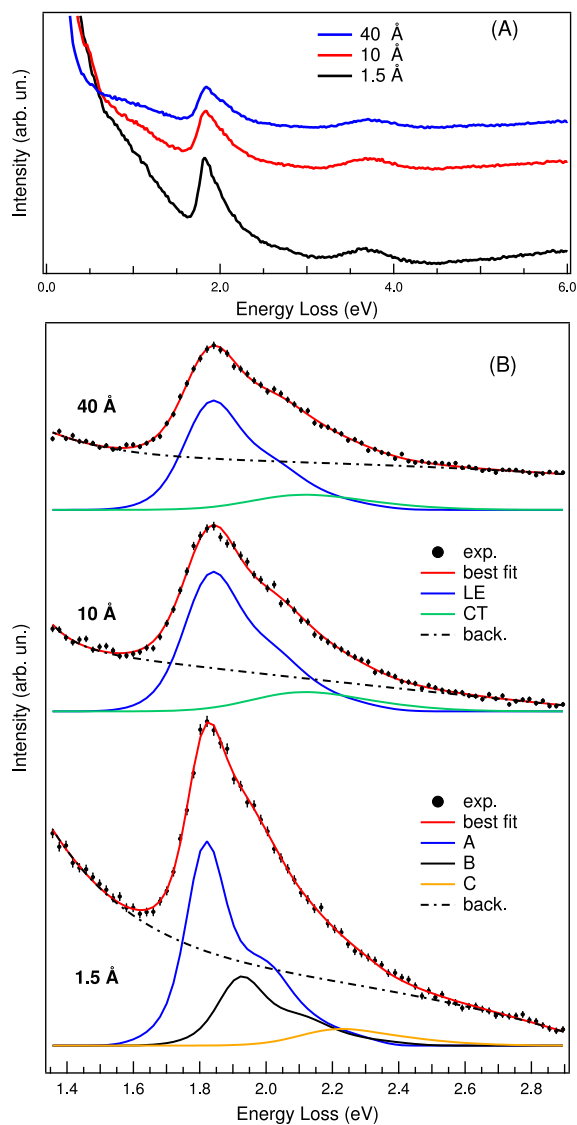 (A)
40 Å
10 Å
1.5 Å
Intensity (arb. un.)
0.0 2.0 4.0 6.0
Energy Loss (eV)
(B)
40 Å
10 Å
exp.
best fit
LE
CT
back.
Intensity (arb. un.)
exp.
best fit
A
B
C
back.
1.5 Å
1.4 1.6 1.8 2.0 2.2 2.4 2.6 2.8
Energy Loss (eV)